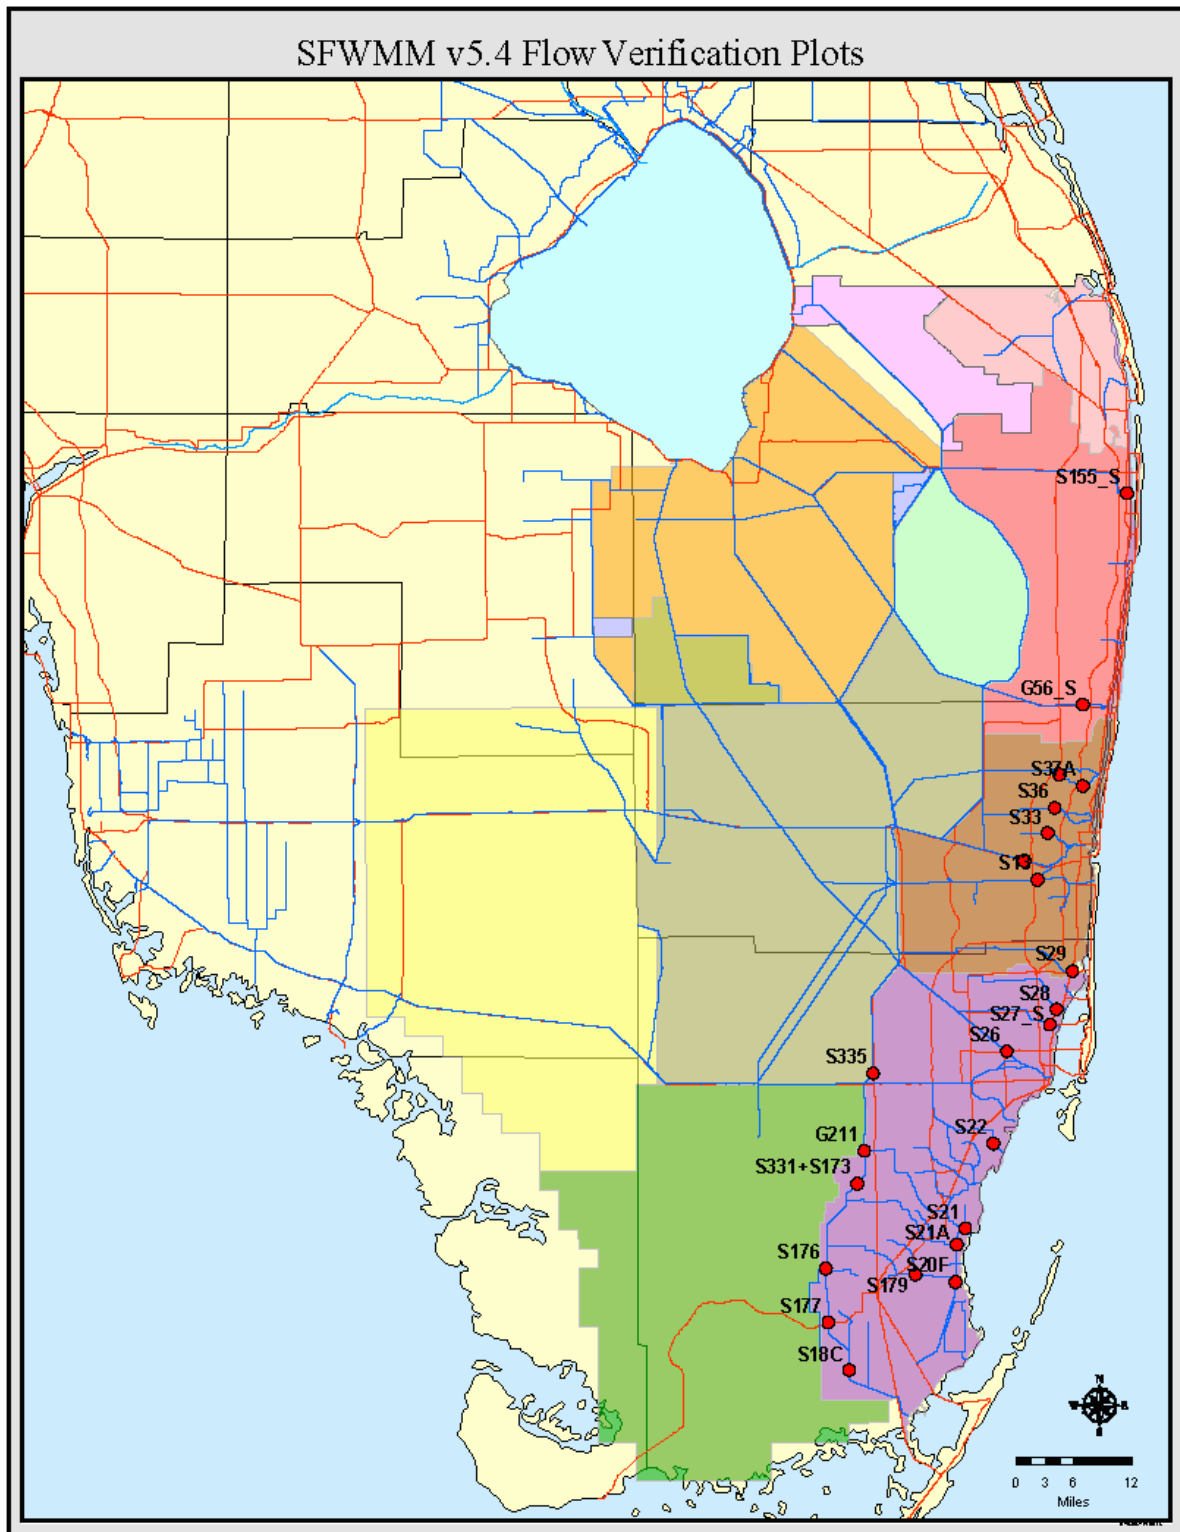 SFWMM v5.4 Flow Verification Plots
S155_S
G56_S
S37A
S36
S33
S29
S28
S27_S
S26
S335
S22
G211
S331+S173
S21
S21A
S176
S20F
S179
S177
S18C
N
W E
S
0 3 6 12
Miles